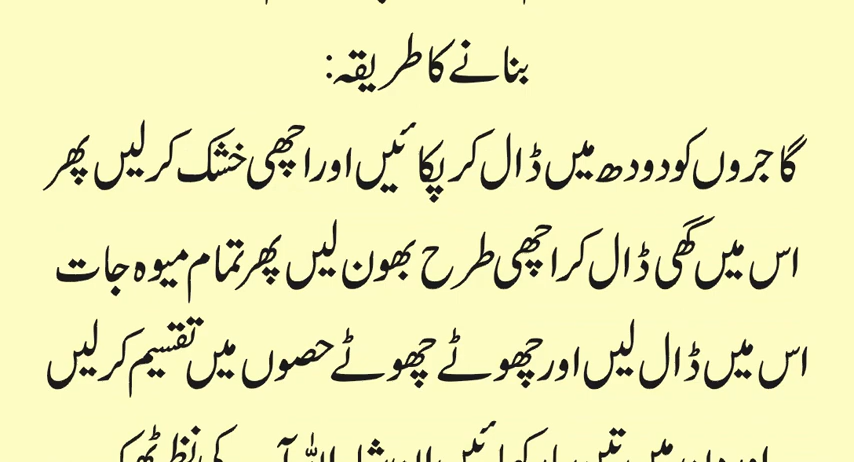 بنانے کا طریقہ:
گاجروں کو دودھ میں ڈال کر پکائیں اور اچھی خشک کر لیں پھر
اس میں گھی ڈال کر اچھی طرح بھون لیں پھر تمام میوہ جات
اس میں ڈال لیں اور چھوٹے چھوٹے حصوں میں تقسیم کر لیں